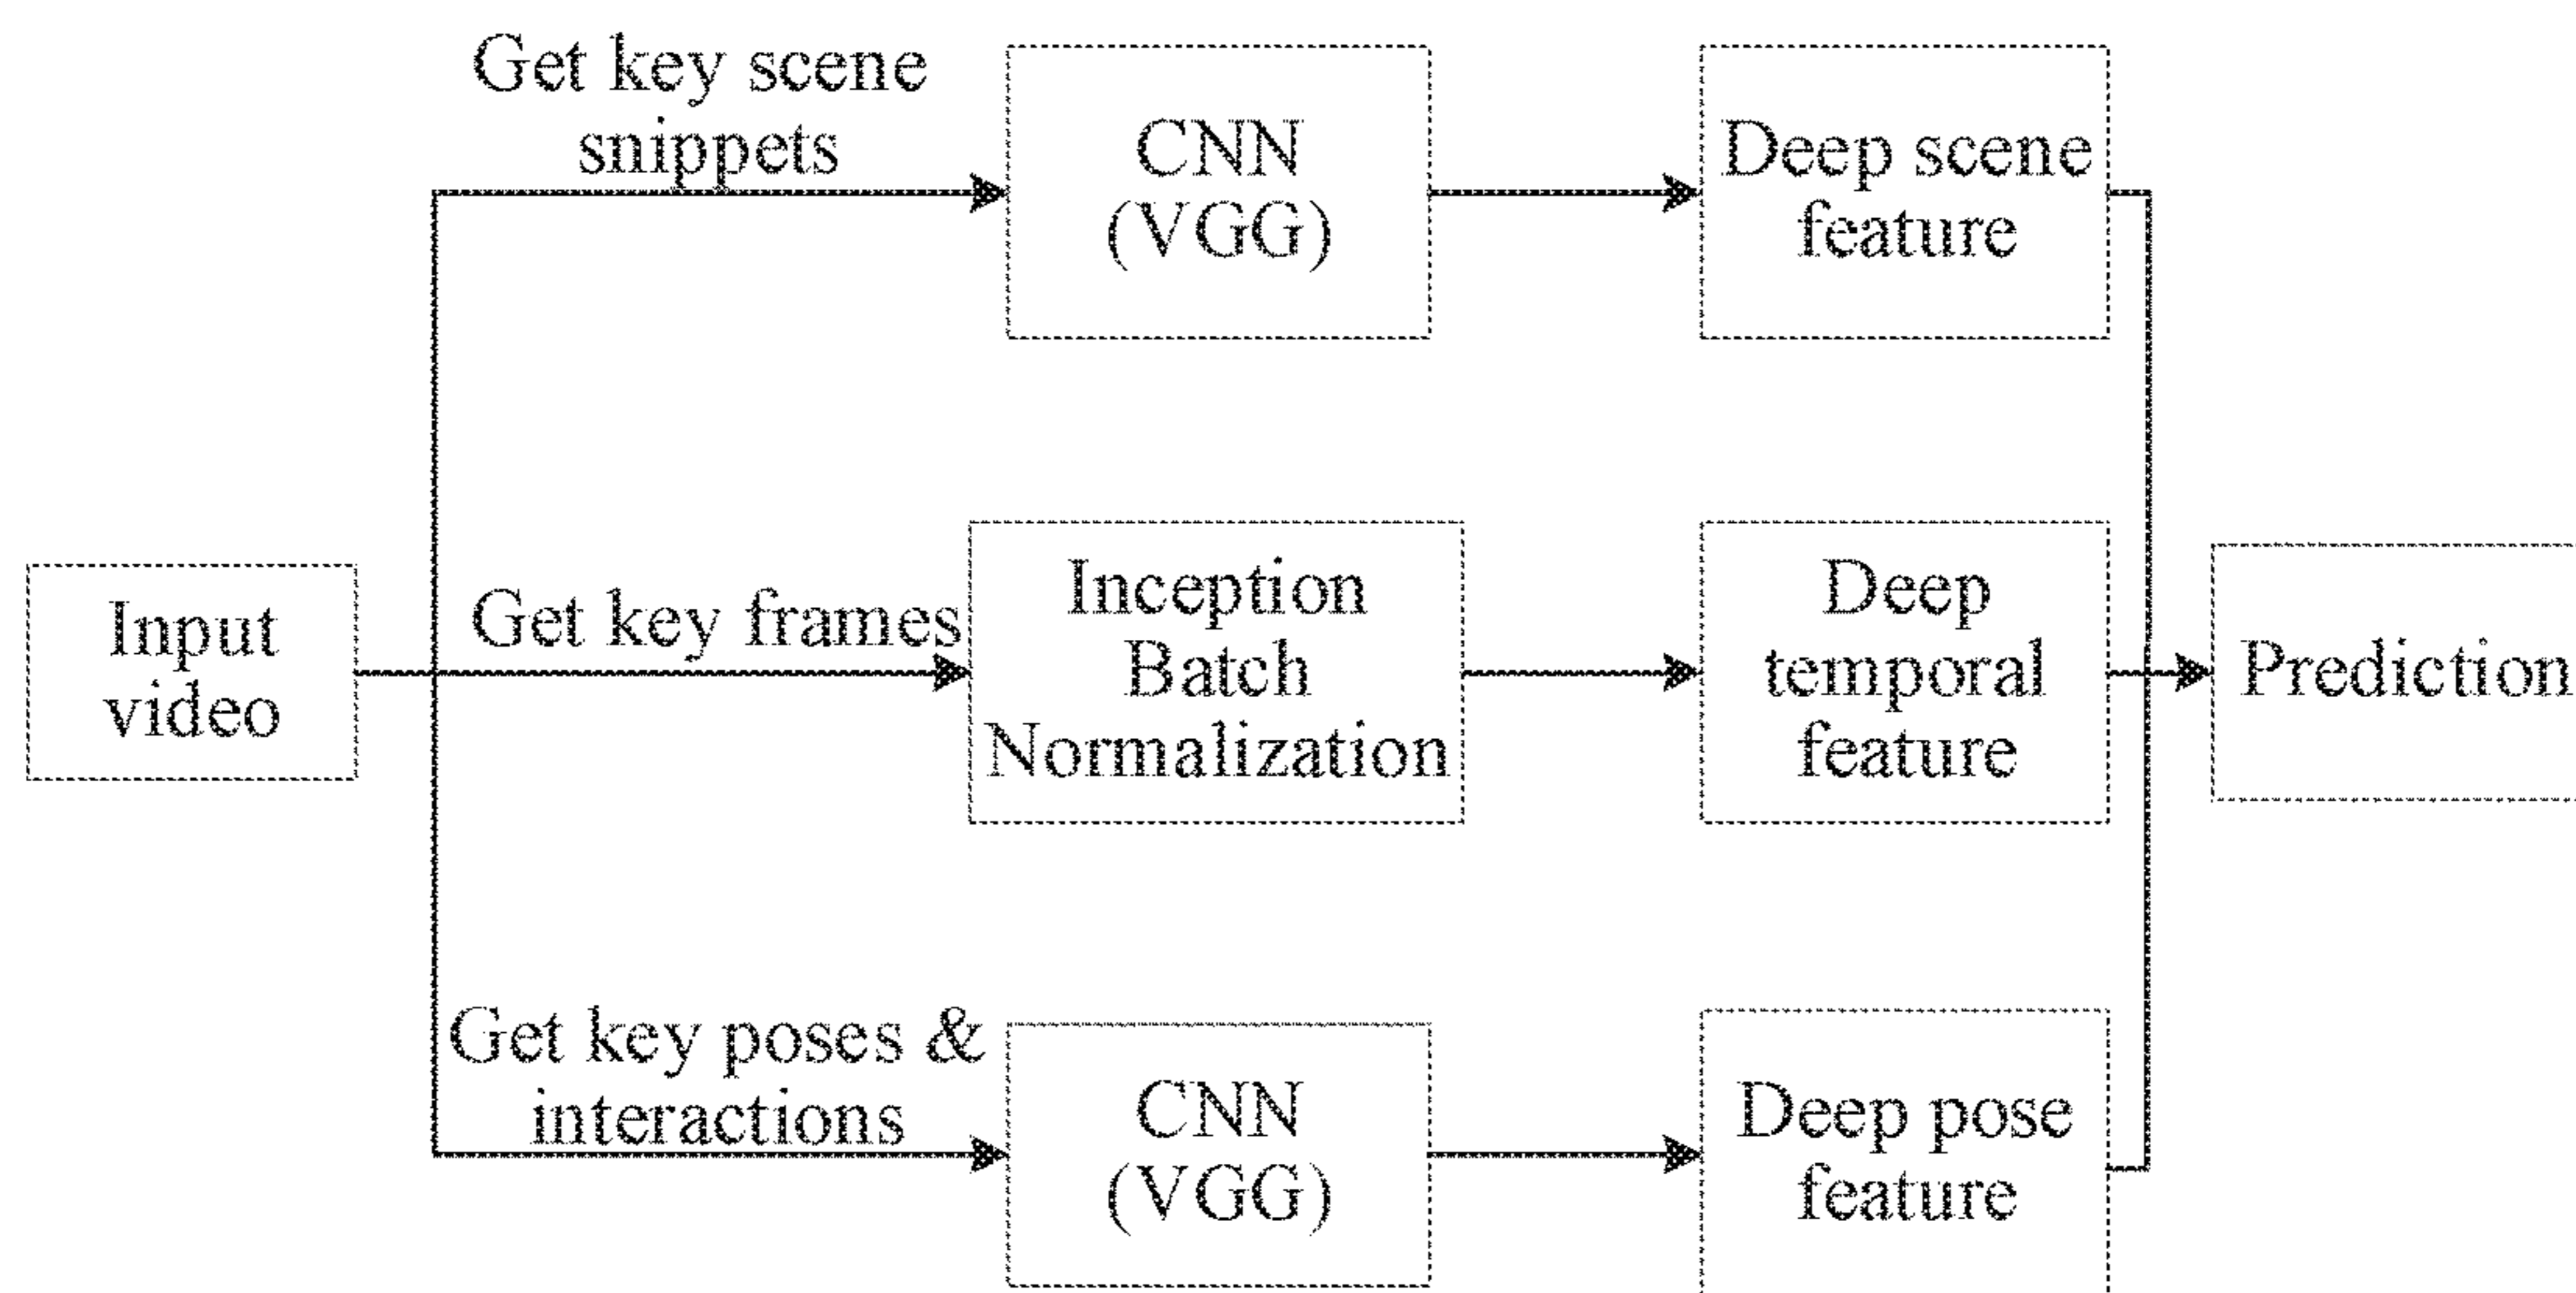 Get key scene
snippets
CNN
(VGG)
Deep scene
feature
Input
video
Get key frames
Inception
Batch
Normalization
Deep
temporal
feature
Prediction
Get key poses &
interactions
CNN
(VGG)
Deep pose
feature